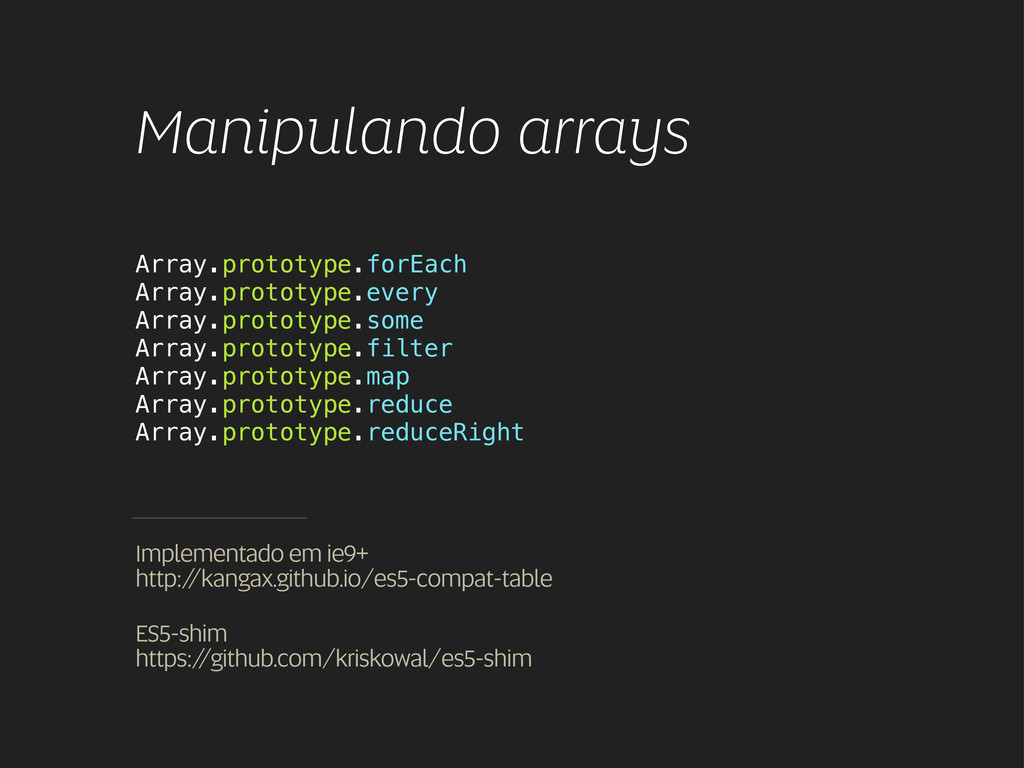 Manipulando arrays
Array.prototype.forEach
Array.prototype.every
Array.prototype.some
Array.prototype.filter
Array.prototype.map
Array.prototype.reduce
Array.prototype.reduceRight
Implementado em ie9+
http://kangax.github.io/es5-compat-table
ES5-shim
https://github.com/kriskowal/es5-shim